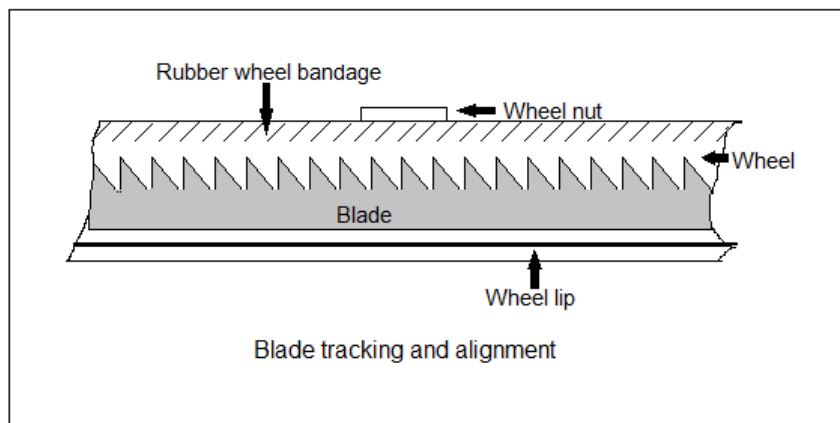 Rubber wheel bandage
Wheel nut
Wheel
Blade
Wheel lip
Blade tracking and alignment